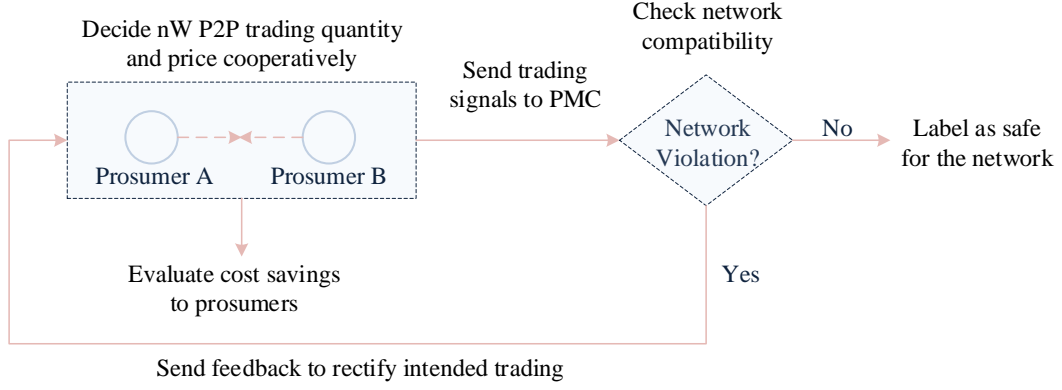 Decide nW P2P trading quantity
and price cooperatively
Prosumer A
Prosumer B
Evaluate cost savings
to prosumers
Send trading
signals to PMC
Check network
compatibility
Network
Violation?
No
Label as safe
for the network
Yes
Send feedback to rectify intended trading